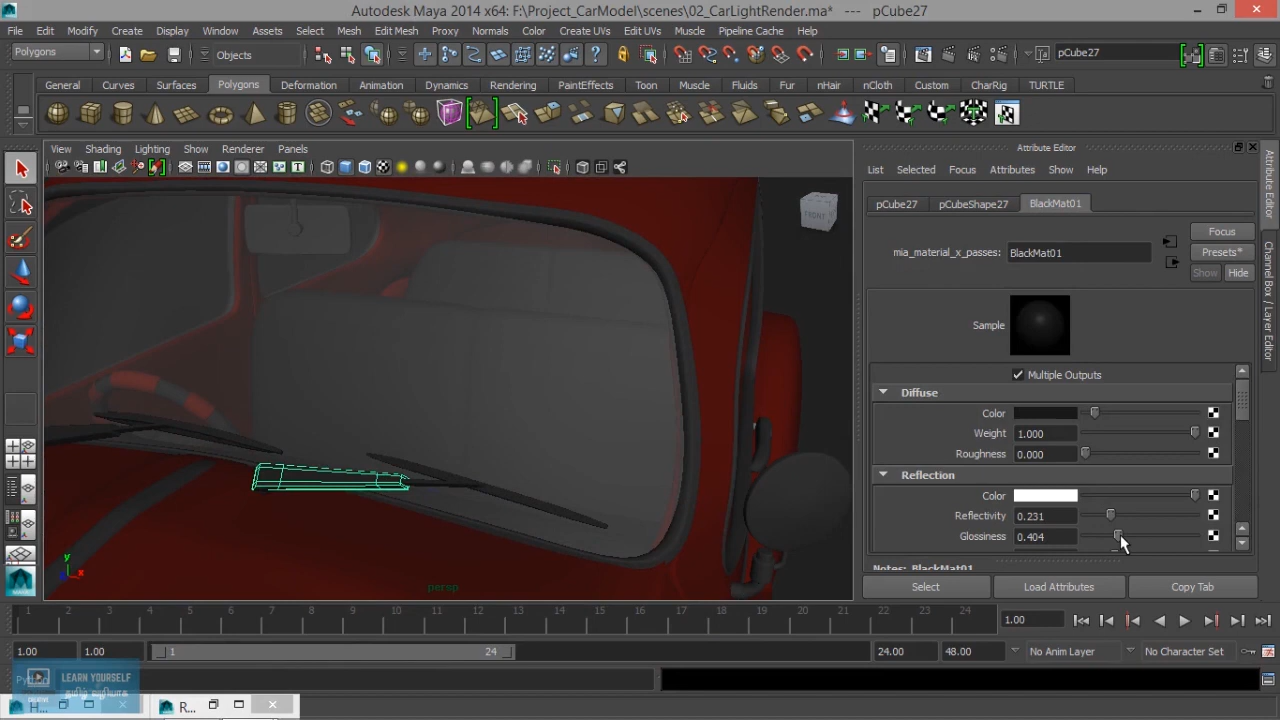 Autodesk Maya 2014 x64: F:\Project_CarModel\scenes\02_CarLightRender.ma* --- pCube27
File Edit Modify Create Display Window Assets Select Mesh Edit Mesh Proxy Normals Color Create UVs Edit UVs Muscle Pipeline Cache Help
Polygons Objects pCube27
General Curves Surfaces Polygons Deformation Animation Dynamics Rendering PaintEffects Toon Muscle Fluids Fur nHair nCloth Custom CharRig TURTLE
View Shading Lighting Show Renderer Panels
FRONT
persp
y
x
Attribute Editor
List Selected Focus Attributes Show Help
pCube27 pCubeShape27 BlackMat01
Focus
mia_material_x_passes: BlackMat01
Presets*
Show Hide
Sample
Multiple Outputs
Diffuse
Color
Weight 1.000
Roughness 0.000
Reflection
Color
Reflectivity 0.231
Glossiness 0.404
Notes: BlackMat01
Select Load Attributes Copy Tab
Attribute Editor
Channel Box / Layer Editor
1 2 3 4 5 6 7 8 9 10 11 12 13 14 15 16 17 18 19 20 21 22 23 24 1.00
1.00 1.00 1 24 24.00 48.00 No Anim Layer No Character Set
LEARN YOURSELF
தமிழ் வழியாக
CREATIVE
H...
R...